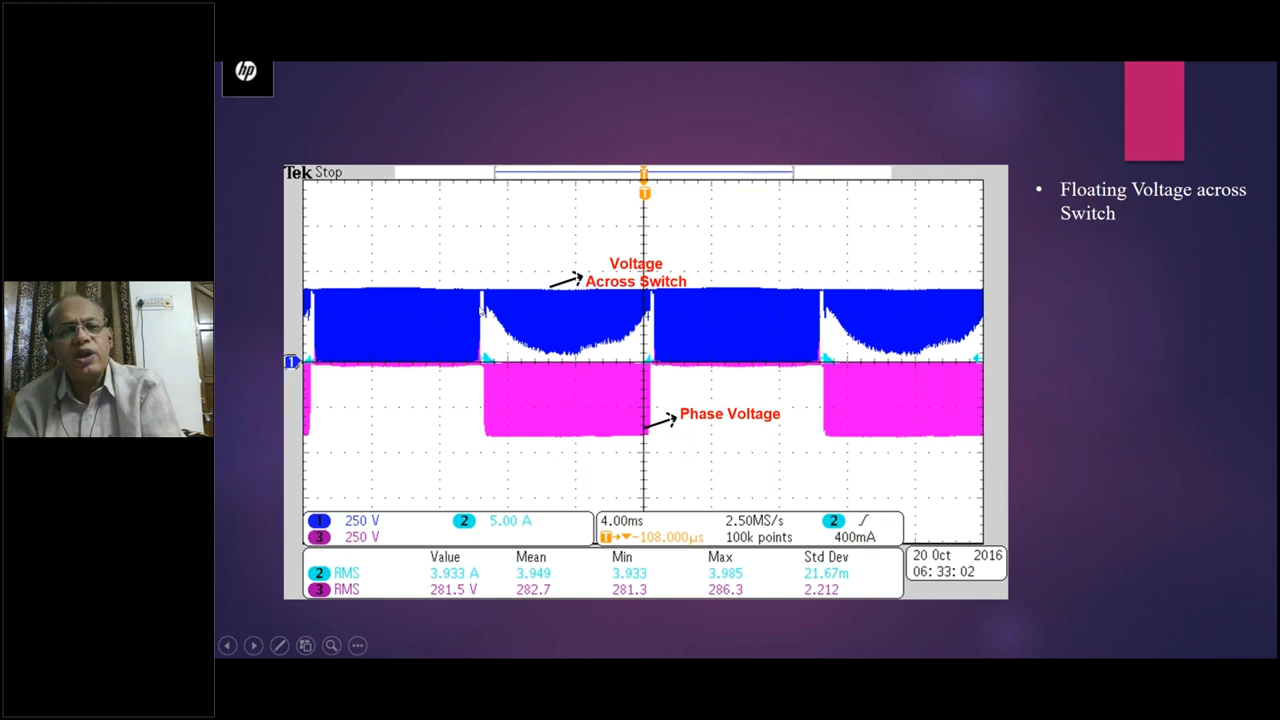 hp
Tek Stop
T
T
• Floating Voltage across
Switch
Voltage
Across Switch
1
Phase Voltage
1 250 V 2 5.00 A
3 250 V
4.00ms 2.50MS/s 2
T→▼−108.000µs 100k points 400mA
Value Mean Min Max Std Dev
2 RMS 3.933 A 3.949 3.933 3.985 21.67m
3 RMS 281.5 V 282.7 281.3 286.3 2.212
20 Oct 2016
06:33:02